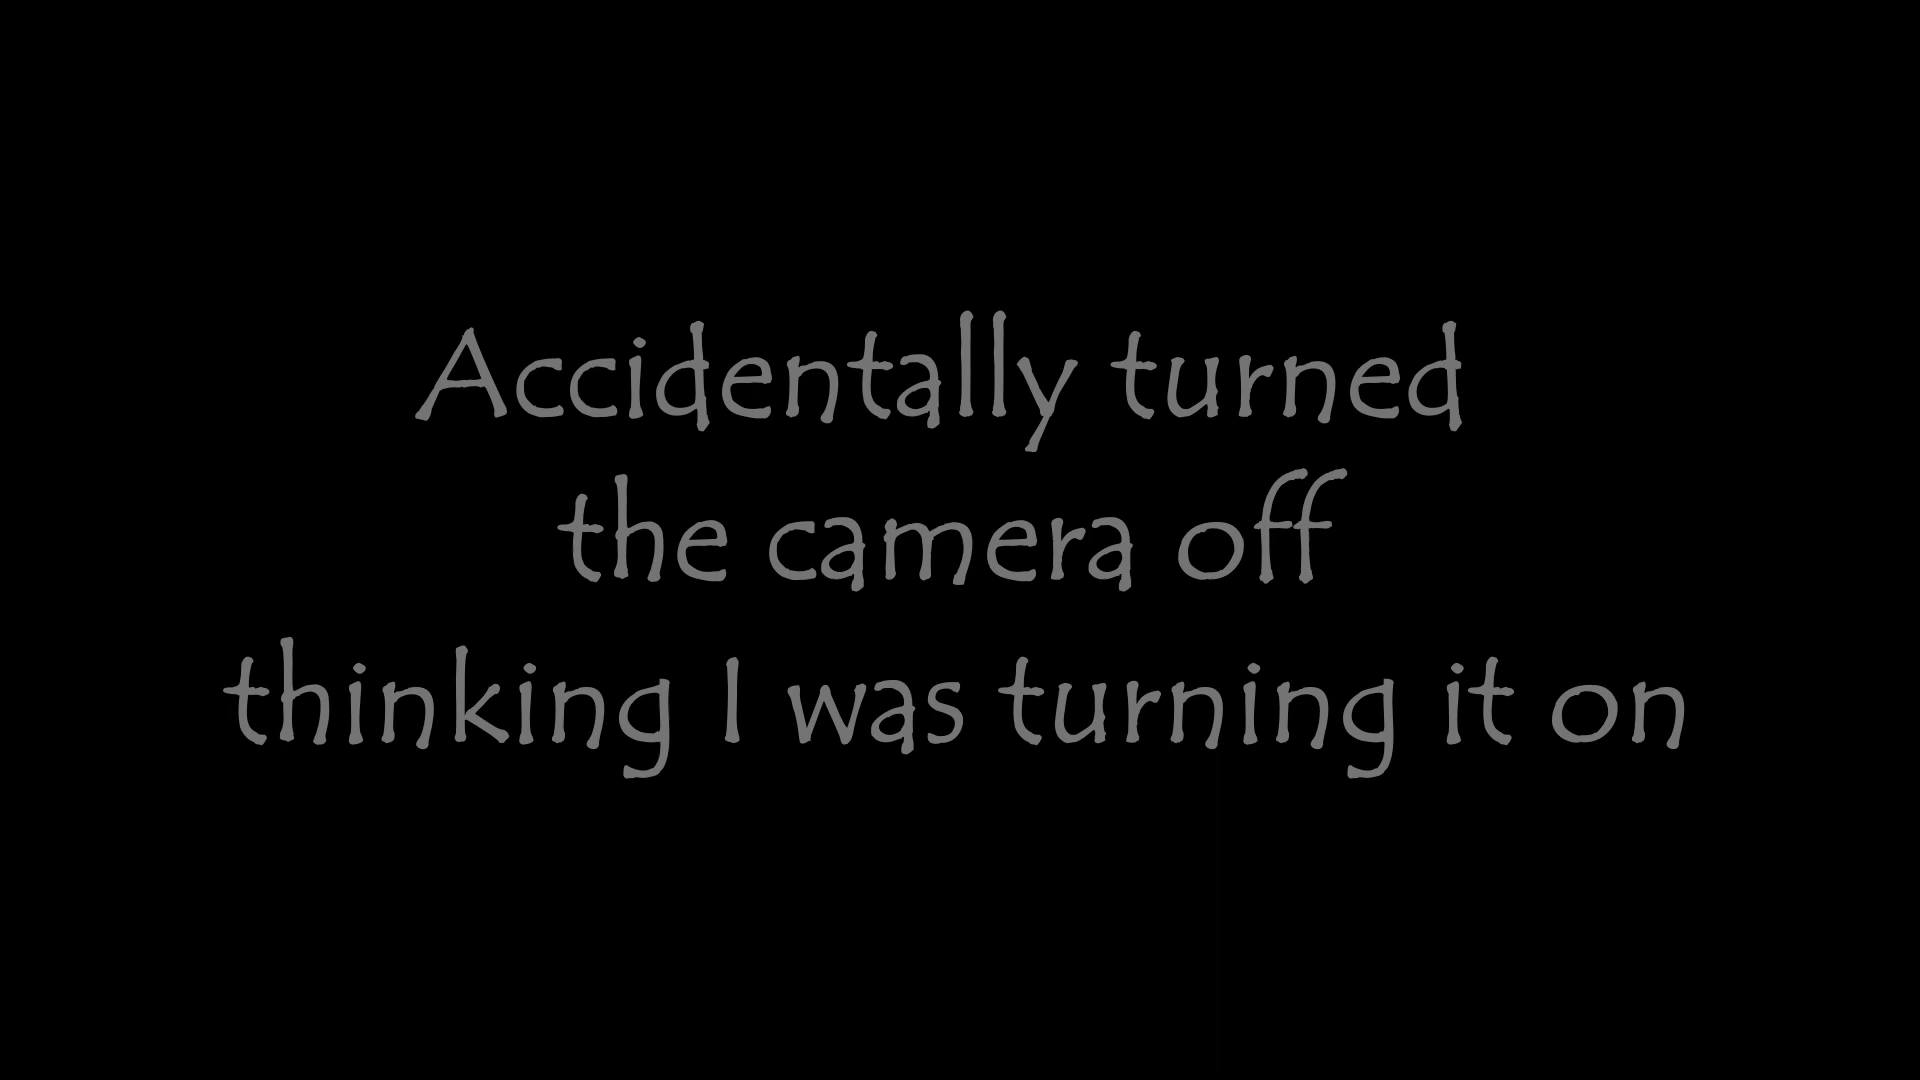 Accidentally turned
the camera off
thinking I was turning it on